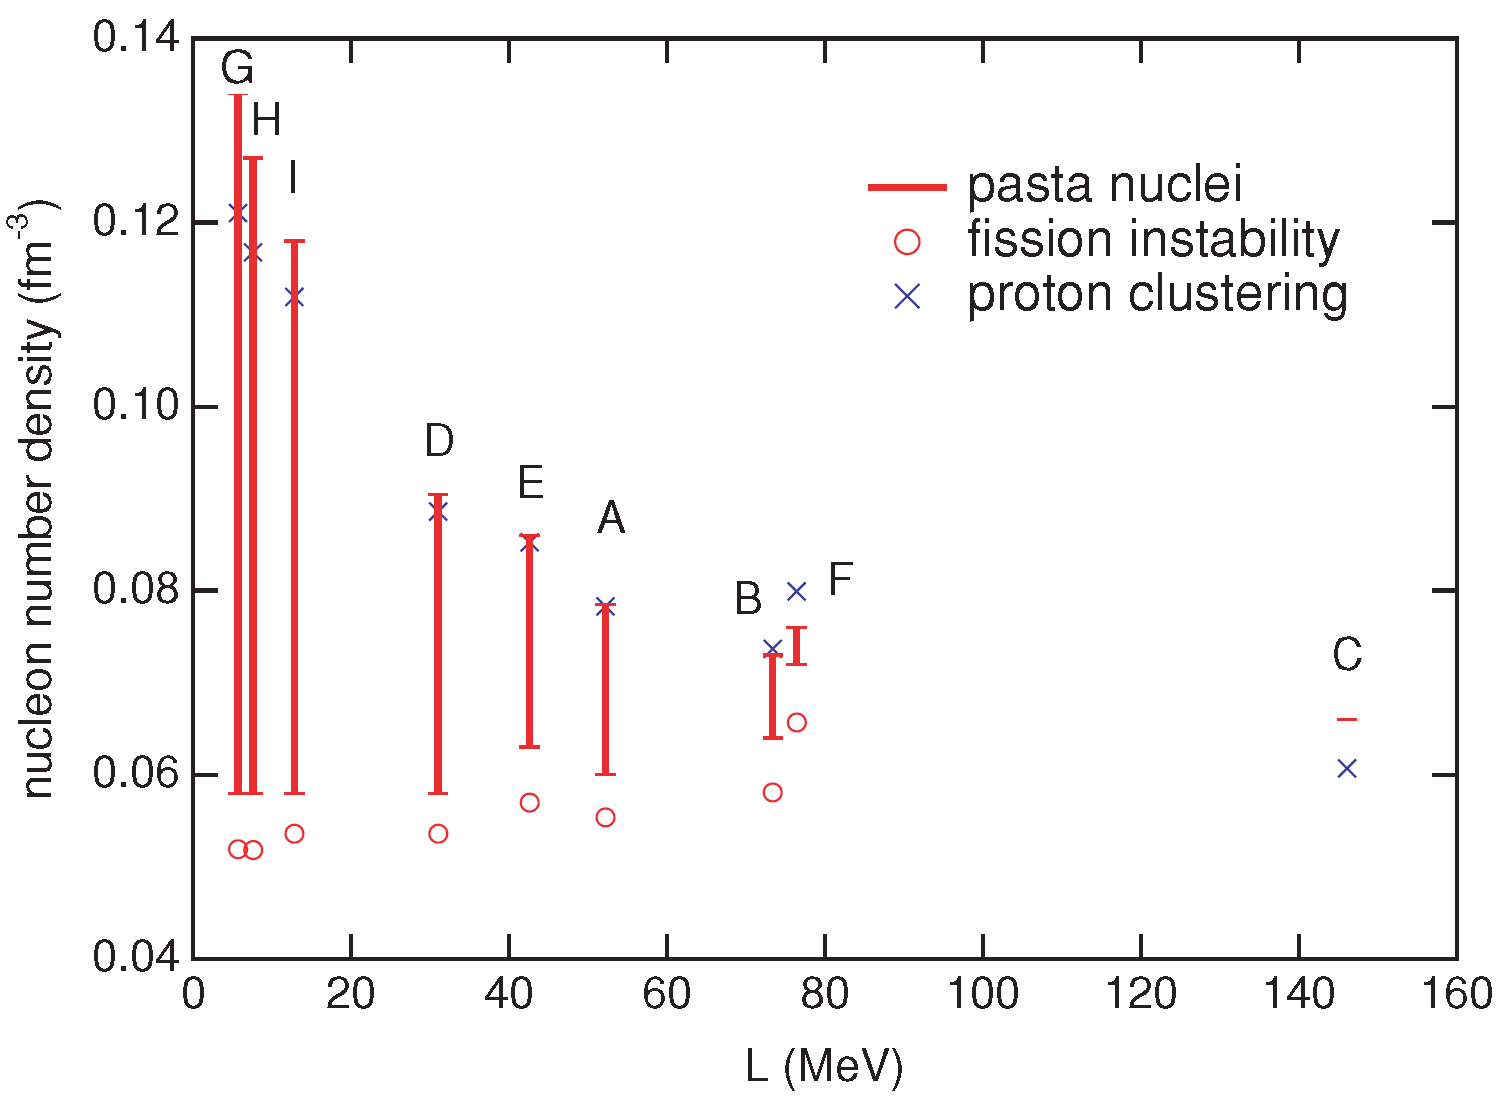 0.14
0.12
0.10
0.08
0.06
0.04
nucleon number density (fm-3)
G
H
I
D
E
A
B
F
C
pasta nuclei
fission instability
proton clustering
0 20 40 60 80 100 120 140 160
L (MeV)